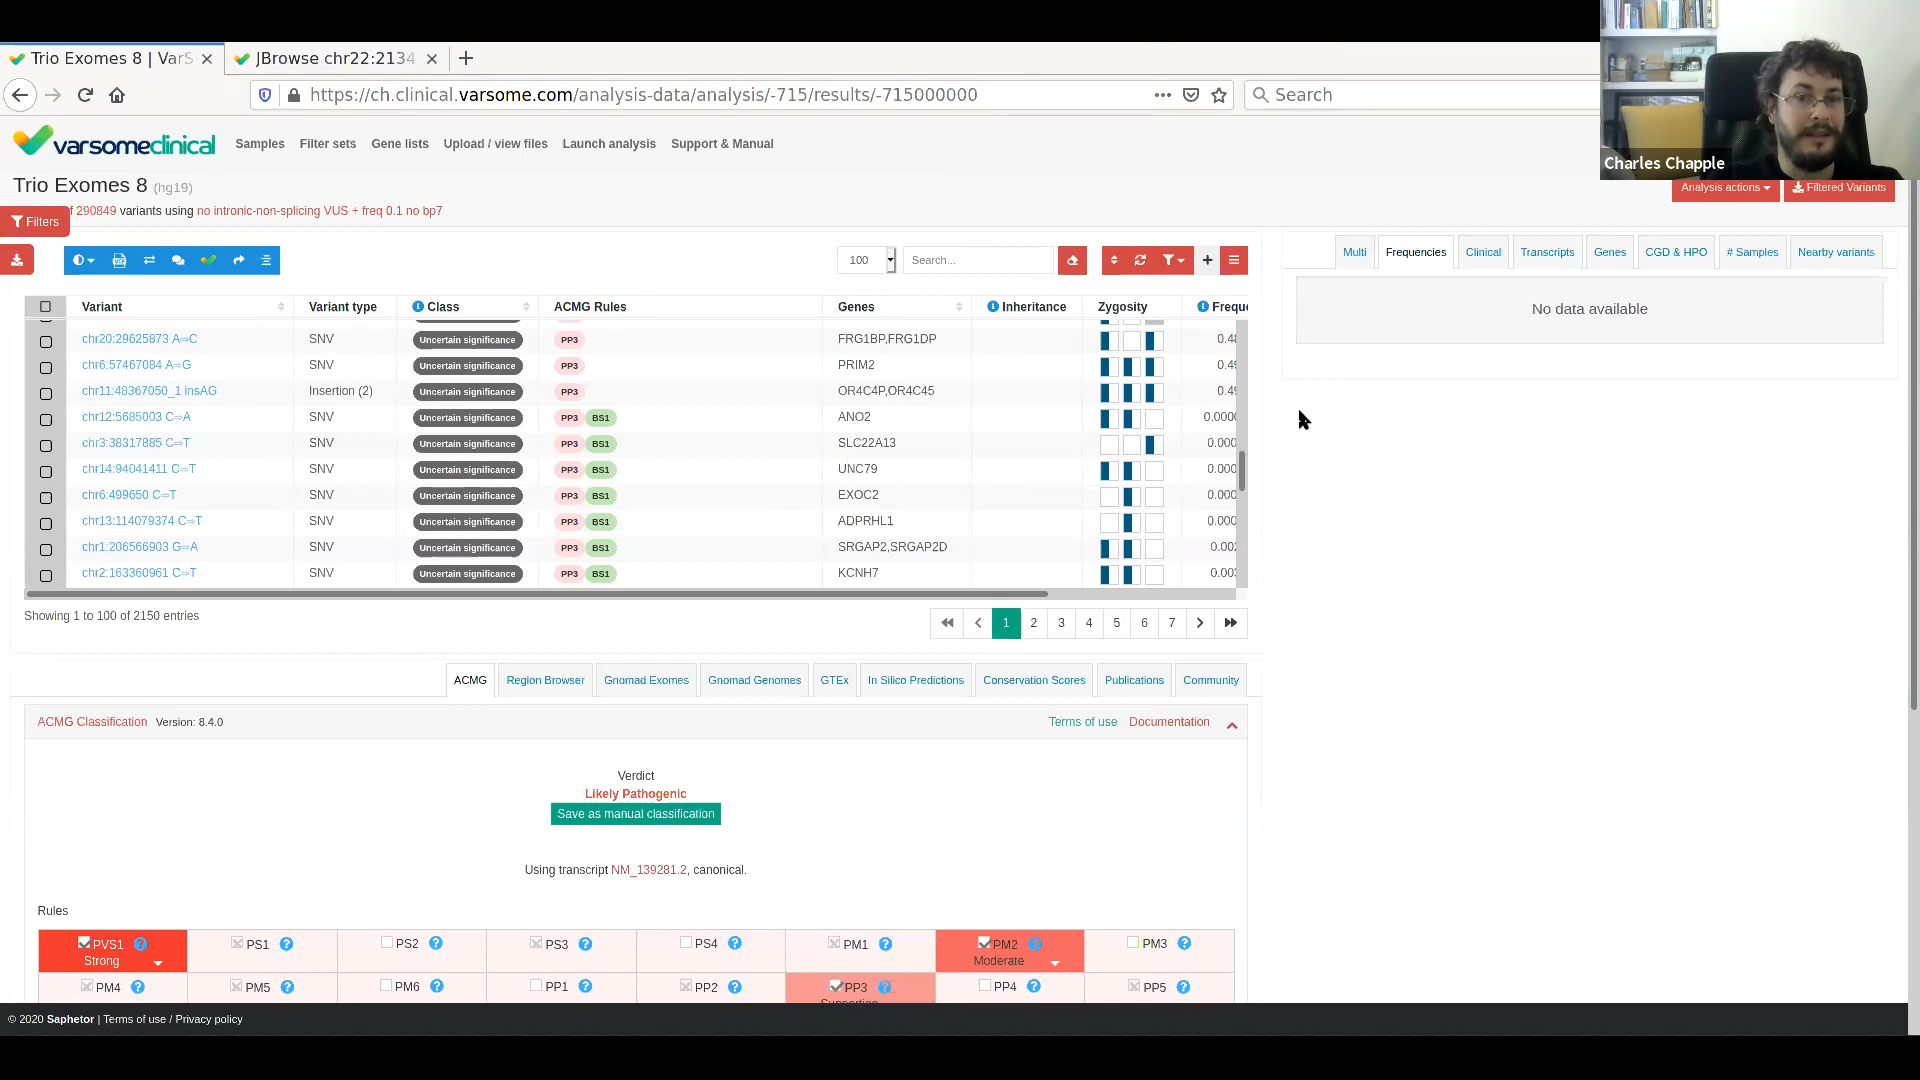 Trio Exomes 8 | VarS
JBrowse chr22:2134
https://ch.clinical.varsome.com/analysis-data/analysis/-715/results/-715000000
Search
Charles Chapple
varsomeclinical
Samples Filter sets Gene lists Upload / view files Launch analysis Support & Manual
Trio Exomes 8 (hg19)
Analysis actions Filtered Variants
f 290849 variants using no intronic-non-splicing VUS + freq 0.1 no bp7
Filters
VCF
100 Search...
Multi Frequencies Clinical Transcripts Genes CGD & HPO # Samples Nearby variants
No data available
Variant Variant type Class ACMG Rules Genes Inheritance Zygosity Freque
chr20:29625873 A⇒C SNV Uncertain significance PP3 FRG1BP,FRG1DP 0.48
chr6:57467084 A⇒G SNV Uncertain significance PP3 PRIM2 0.49
chr11:48367050_1 insAG Insertion (2) Uncertain significance PP3 OR4C4P,OR4C45 0.49
chr12:5685003 C⇒A SNV Uncertain significance PP3 BS1 ANO2 0.0000
chr3:38317885 C⇒T SNV Uncertain significance PP3 BS1 SLC22A13 0.000
chr14:94041411 C⇒T SNV Uncertain significance PP3 BS1 UNC79 0.000
chr6:499650 C⇒T SNV Uncertain significance PP3 BS1 EXOC2 0.000
chr13:114079374 C⇒T SNV Uncertain significance PP3 BS1 ADPRHL1 0.000
chr1:206566903 G⇒A SNV Uncertain significance PP3 BS1 SRGAP2,SRGAP2D 0.002
chr2:163360961 C⇒T SNV Uncertain significance PP3 BS1 KCNH7 0.003
Showing 1 to 100 of 2150 entries
1 2 3 4 5 6 7
ACMG Region Browser Gnomad Exomes Gnomad Genomes GTEx In Silico Predictions Conservation Scores Publications Community
ACMG Classification Version: 8.4.0 Terms of use Documentation
Verdict
Likely Pathogenic
Save as manual classification
Using transcript NM_139281.2, canonical.
Rules
PVS1 PS1 PS2 PS3 PS4 PM1 PM2 PM3
Strong Moderate
PM4 PM5 PM6 PP1 PP2 PP3 PP4 PP5
Supporting
© 2020 Saphetor | Terms of use / Privacy policy